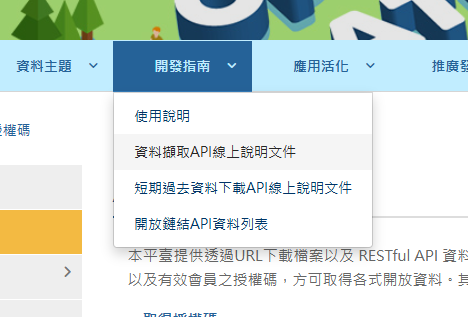 資料主題
開發指南
應用活化
推廣
使用說明
資料擷取API線上說明文件
短期過去資料下載API線上說明文件
開放鏈結API資料列表
授權碼
本平臺提供透過URL下載檔案以及 RESTful API 資料
以及有效會員之授權碼，方可取得各式開放資料。其
取得授權碼